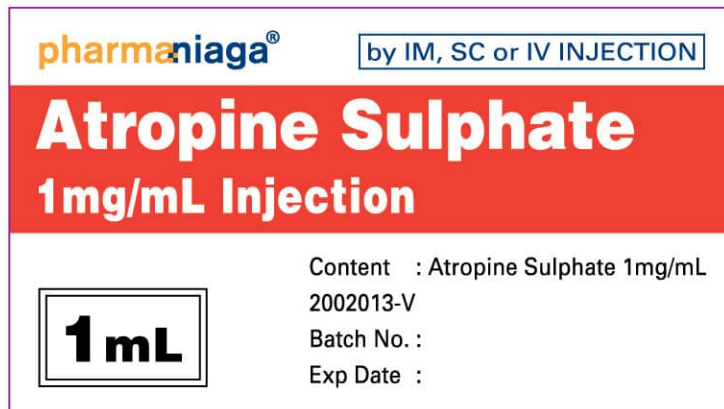 pharmaniaga®
by IM, SC or IV INJECTION
Atropine Sulphate
1mg/mL Injection
Content : Atropine Sulphate 1mg/mL
2002013-V
Batch No. :
Exp Date :
1 mL